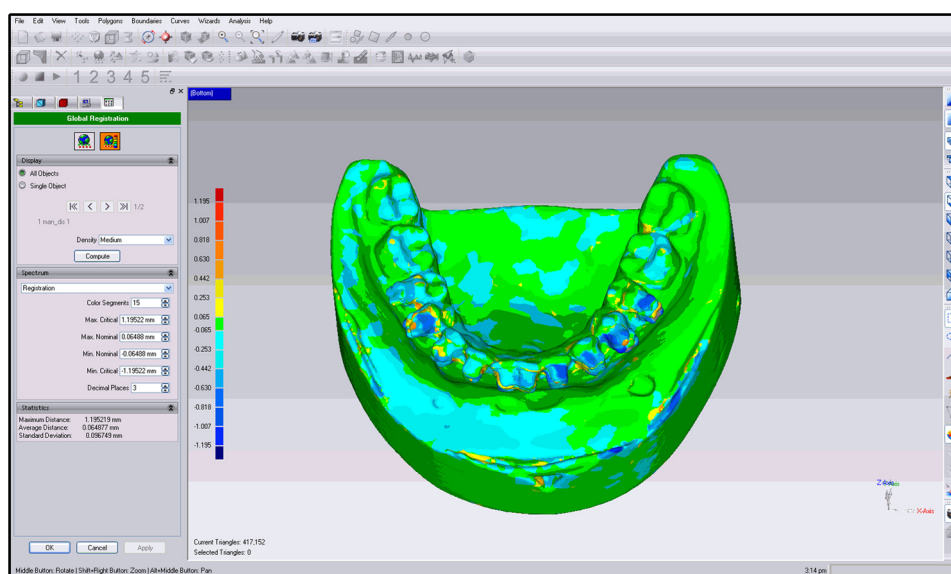 File Edit View Tools Polygons Boundaries Curves Wizards Analysis Help
1 2 3 4 5
[Bottom]
Global Registration
Display
All Objects
Single Object
1/2
1 man_dis 1
Density Medium
Compute
Spectrum
Registration
Color Segments 15
Max. Critical 1.19522 mm
Max. Nominal 0.06488 mm
Min. Nominal -0.06488 mm
Min. Critical -1.19522 mm
Decimal Places 3
Statistics
Maximum Distance: 1.195219 mm
Average Distance: 0.064877 mm
Standard Deviation: 0.096749 mm
OK Cancel Apply
1.195
1.007
0.818
0.630
0.442
0.253
0.065
-0.065
-0.253
-0.442
-0.630
-0.818
-1.007
-1.195
X-Axis
Current Triangles: 417,152
Selected Triangles: 0
Middle Button: Rotate | Shift+Right Button: Zoom | Alt+Middle Button: Pan
3:14 pm